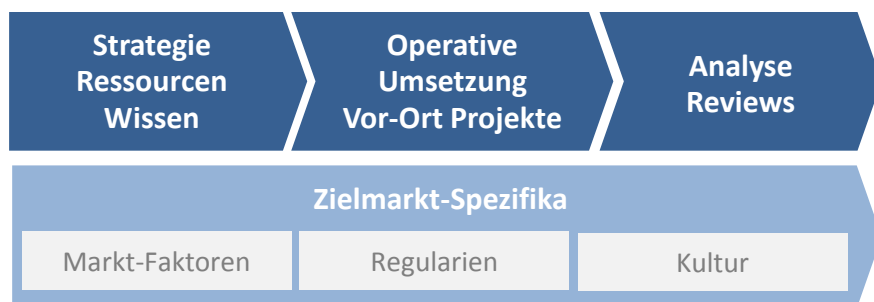 Strategie
Ressourcen
Wissen
Operative
Umsetzung
Vor-Ort Projekte
Analyse
Reviews
Zielmarkt-Spezifika
Markt-Faktoren
Regularien
Kultur